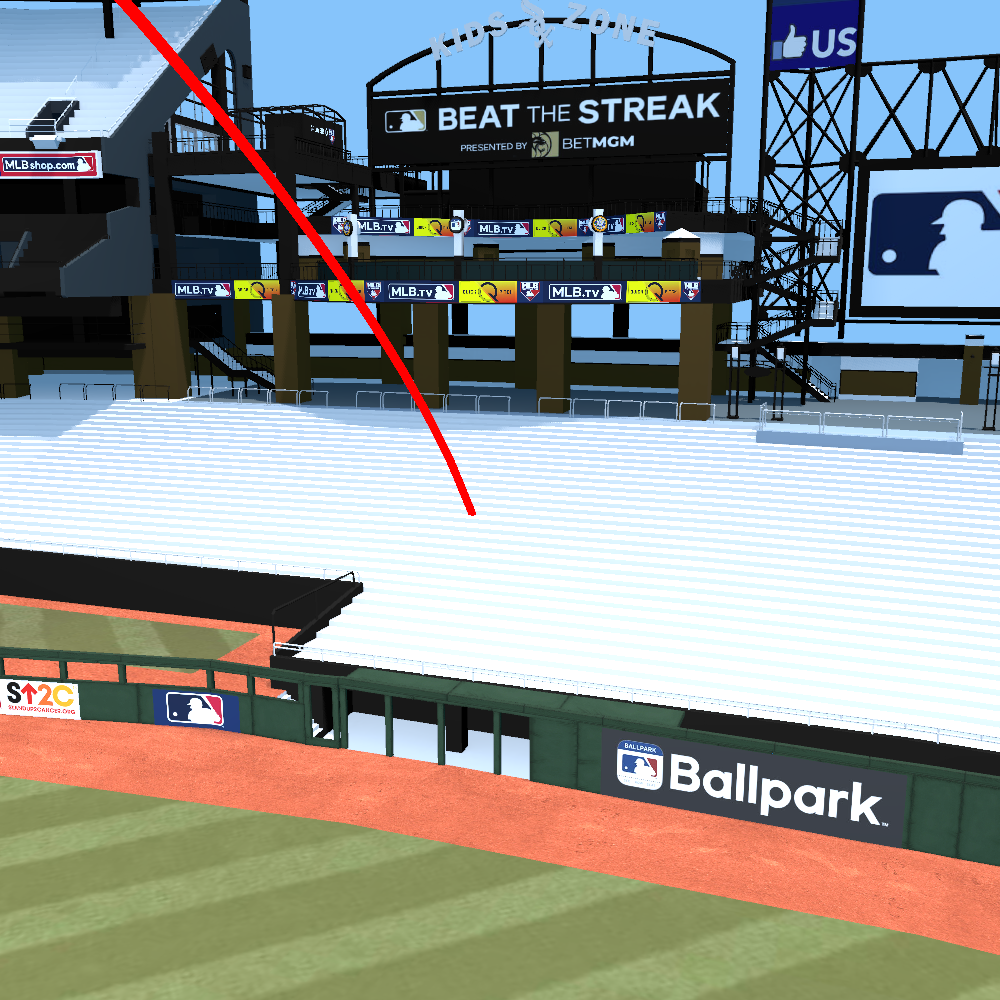 KIDS & ZONE
US
BEAT THE STREAK
PRESENTED BY BETMGM
MLBshop.com
MLB.TV
MLB.TV
MLB.TV
MLB.TV
MLB.TV
S↑2C
STANDUPTOCANCER.ORG
BALLPARK
Ballpark